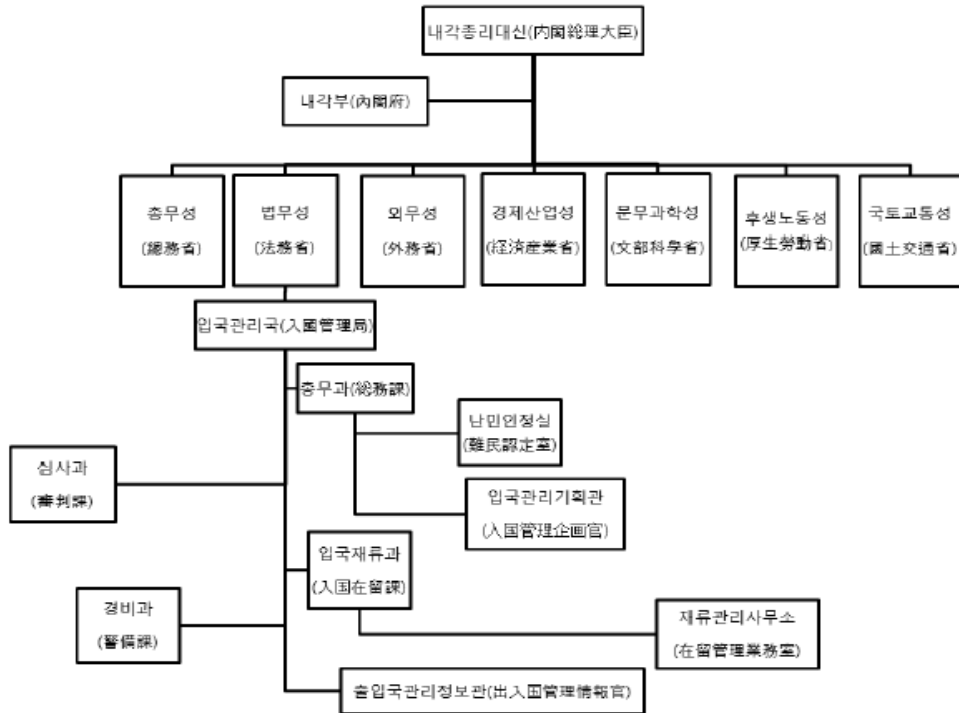 내각총리대신(内閣総理大臣)
내각부(內閣府)
총무성
(總務省)
법무성
(法務省)
외무성
(外務省)
경제산업성
(経済産業省)
문무과학성
(文部科學省)
후생노동성
(厚生勞動省)
국토교통성
(國土交通省)
입국관리국(入國管理局)
총무과(総務課)
난민인정실
(難民認定室)
심사과
(審判課)
입국관리기획관
(入国管理企画官)
입국재류과
(入国在留課)
경비과
(警備課)
재류관리사무소
(在留管理業務室)
출입국관리정보관(出入国管理情報官)